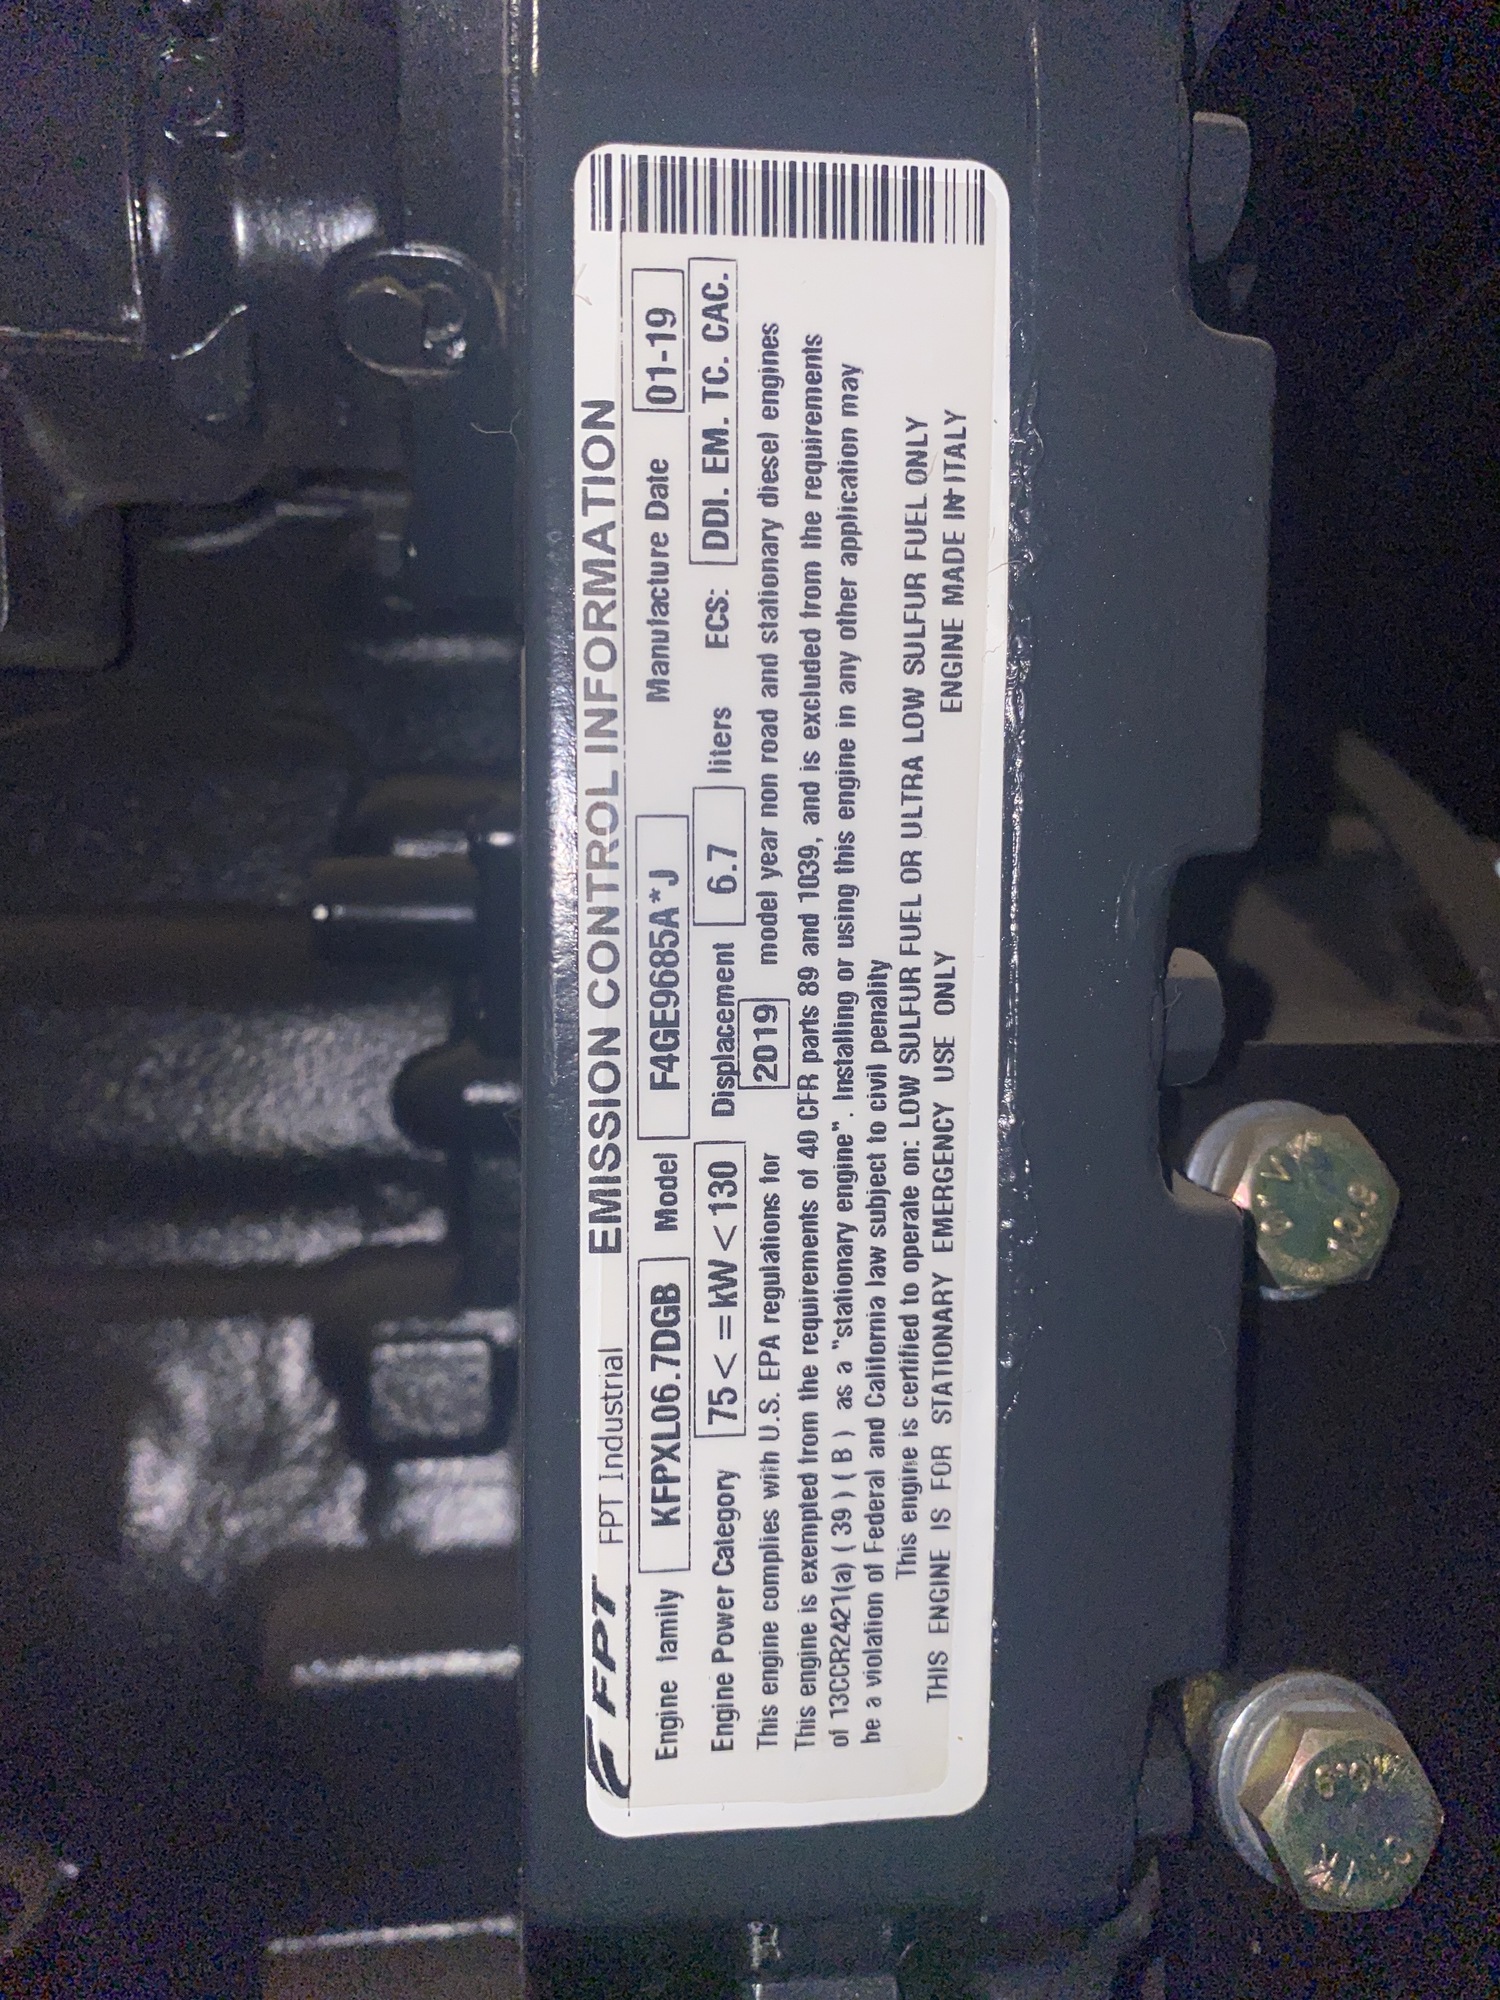 FPT FPT Industrial EMISSION CONTROL INFORMATION
Engine family KFPXL06.7DGB Model F4GE9685A*J Manufacture Date 01-19
Engine Power Category 75<=kW<130 Displacement 6.7 liters ECS: DDI. EM. TC. CAC.
This engine complies with U.S. EPA regulations for 2019 model year non road and stationary diesel engines
This engine is exempted from the requirements of 40 CFR parts 89 and 1039, and is excluded from the requirements
of 13CCR2421(a) ( 39 ) ( B ) as a "stationary engine". Installing or using this engine in any other application may
be a violation of Federal and California law subject to civil penality
This engine is certified to operate on: LOW SULFUR FUEL OR ULTRA LOW SULFUR FUEL ONLY
THIS ENGINE IS FOR STATIONARY EMERGENCY USE ONLY ENGINE MADE IN ITALY